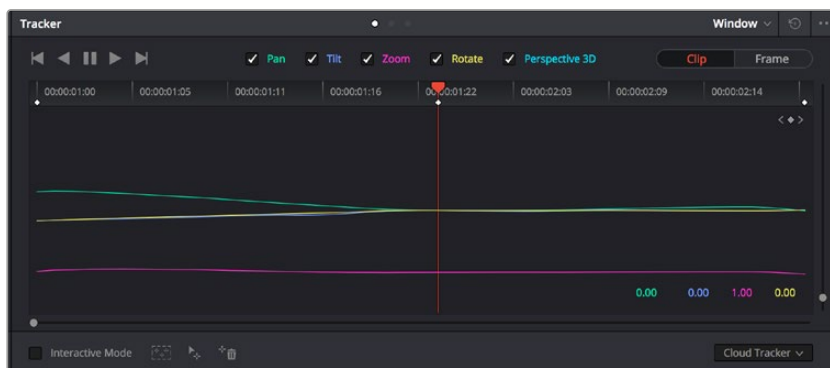 Tracker
Window
Pan Tilt Zoom Rotate Perspective 3D Clip Frame
00:00:01:00 00:00:01:05 00:00:01:11 00:00:01:16 00:00:01:22 00:00:02:03 00:00:02:09 00:00:02:14
0.00 0.00 1.00 0.00
Interactive Mode Cloud Tracker